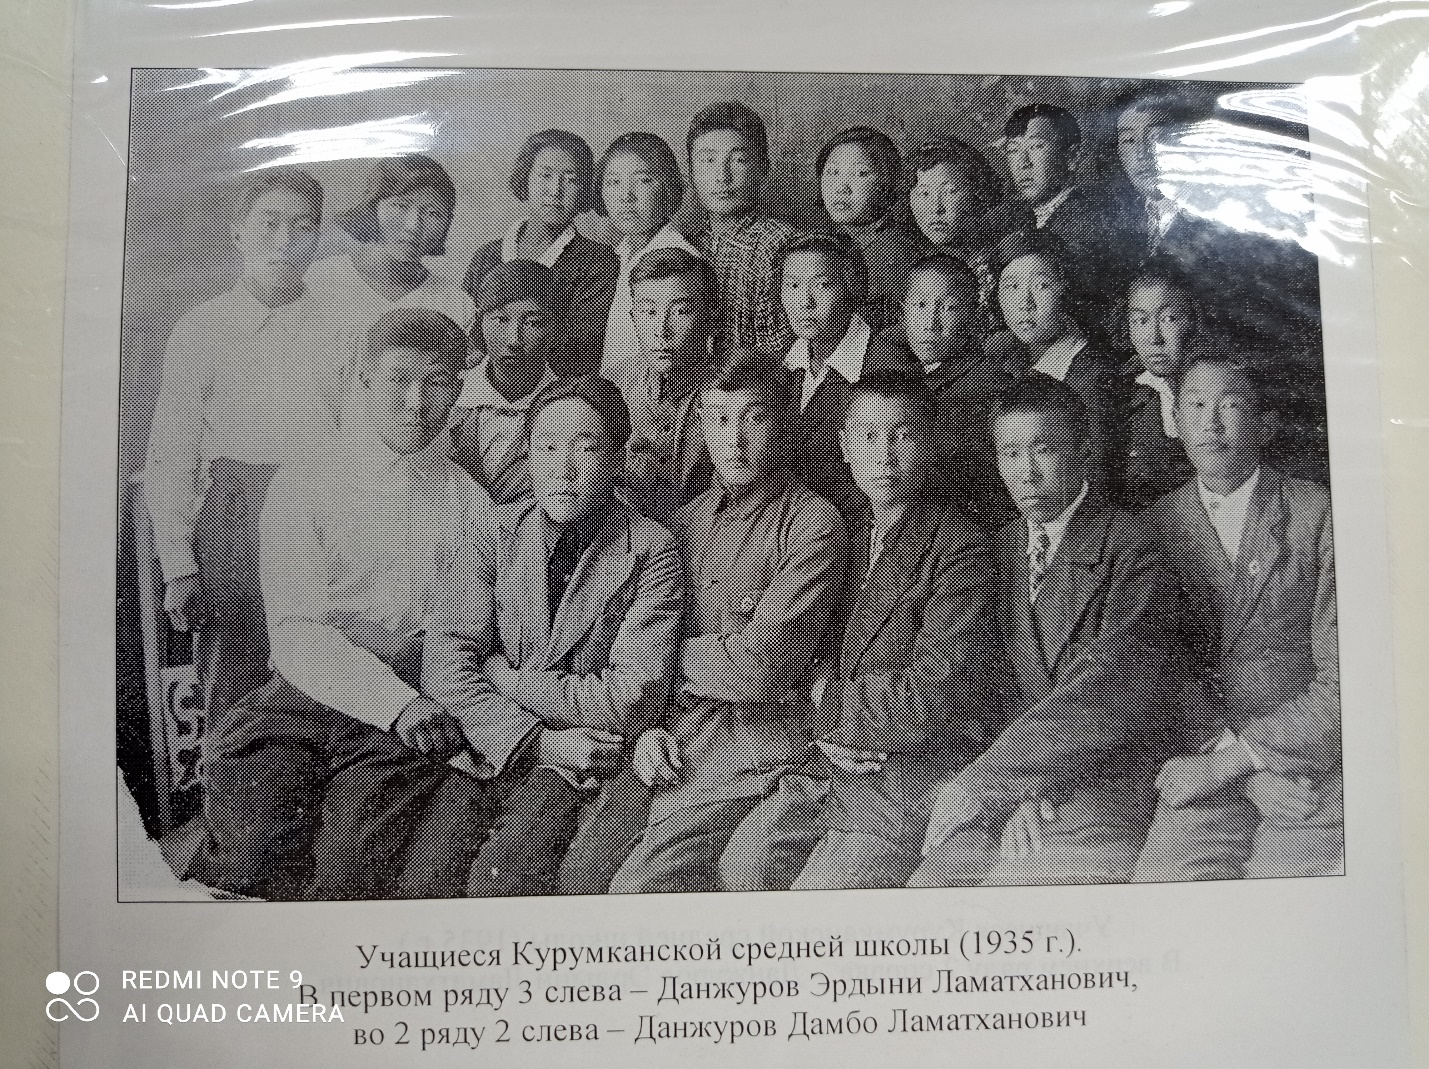 Учащиеся Курумканской средней школы (1935 г.).
В первом ряду 3 слева – Данжуров Эрдыни Ламатханович,
во 2 ряду 2 слева – Данжуров Дамбо Ламатханович
REDMI NOTE 9
AI QUAD CAMERA